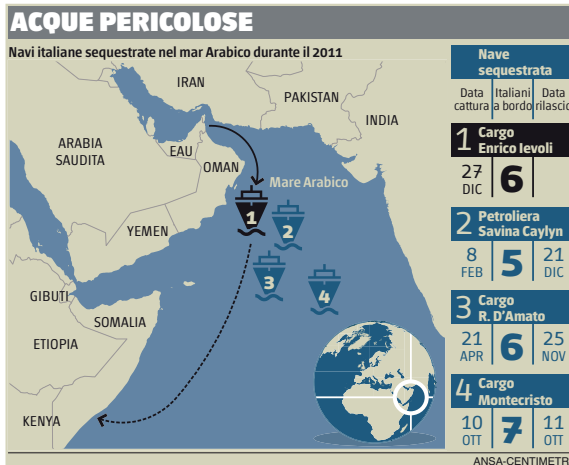 ACQUE PERICOLOSE
Navi italiane sequestrate nel mar Arabico durante il 2011
IRAN
PAKISTAN
INDIA
ARABIA
SAUDITA
EAU
OMAN
Mare Arabico
YEMEN
GIBUTI
SOMALIA
ETIOPIA
KENYA
1
2
3
4
Nave
sequestrata
Data cattura
Italiani a bordo
Data rilascio
1 Cargo
Enrico Ievoli
27 DIC
6
2 Petroliera
Savina Caylyn
8 FEB
5
21 DIC
3 Cargo
R. D'Amato
21 APR
6
25 NOV
4 Cargo
Montecristo
10 OTT
7
11 OTT
ANSA-CENTIMETR